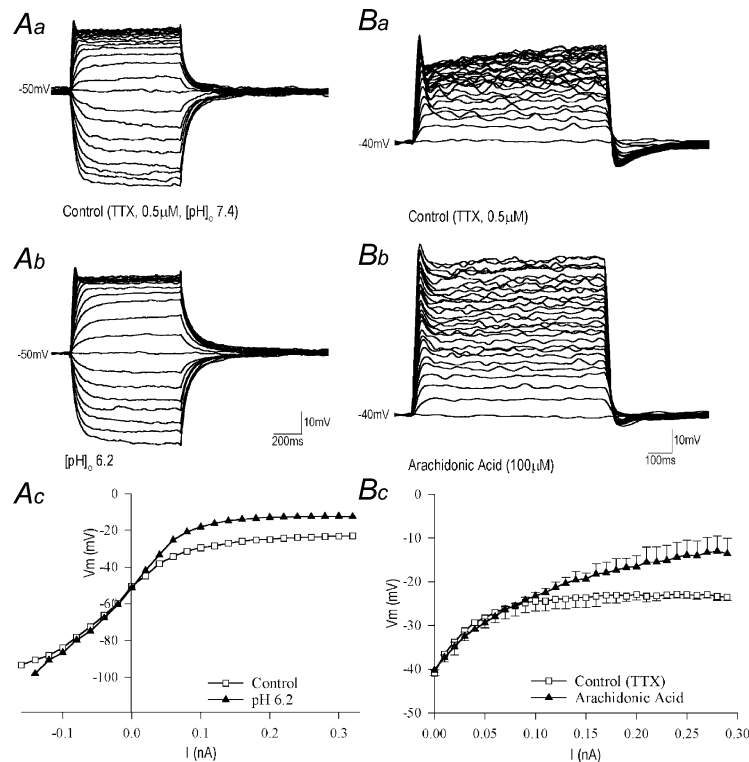 Aa
-50mV
Control (TTX, 0.5μM, [pH]o 7.4)
Ba
-40mV
Control (TTX, 0.5μM)
Ab
-50mV
10mV
200ms
[pH]o 6.2
Bb
-40mV
10mV
100ms
Arachidonic Acid (100μM)
Ac
0
-20
-40
-60
-80
-100
Vm (mV)
Control
pH 6.2
-0.1 0.0 0.1 0.2 0.3
I (nA)
Bc
0
-10
-20
-30
-40
-50
Vm (mV)
Control (TTX)
Arachidonic Acid
0.00 0.05 0.10 0.15 0.20 0.25 0.30
I (nA)